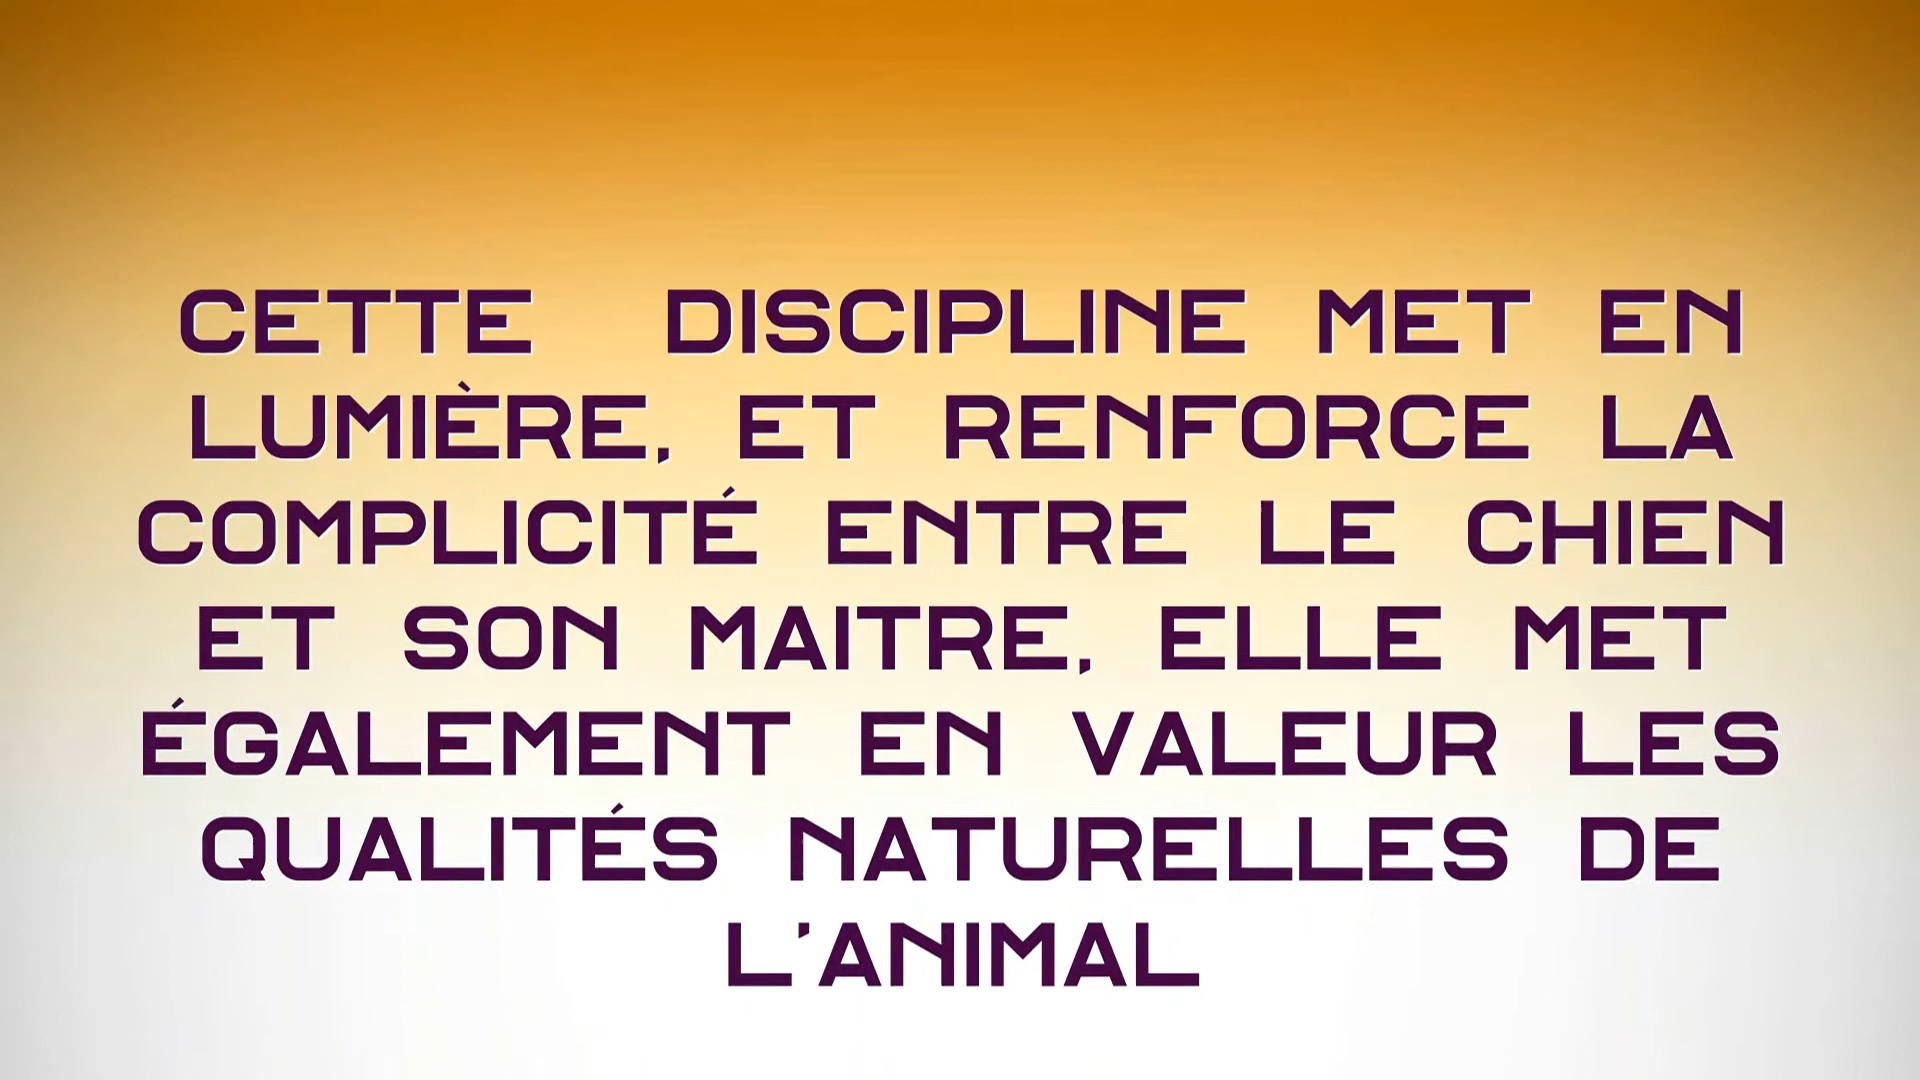 CETTE DISCIPLINE MET EN
LUMIÈRE, ET RENFORCE LA
COMPLICITÉ ENTRE LE CHIEN
ET SON MAITRE, ELLE MET
ÉGALEMENT EN VALEUR LES
QUALITÉS NATURELLES DE
L'ANIMAL